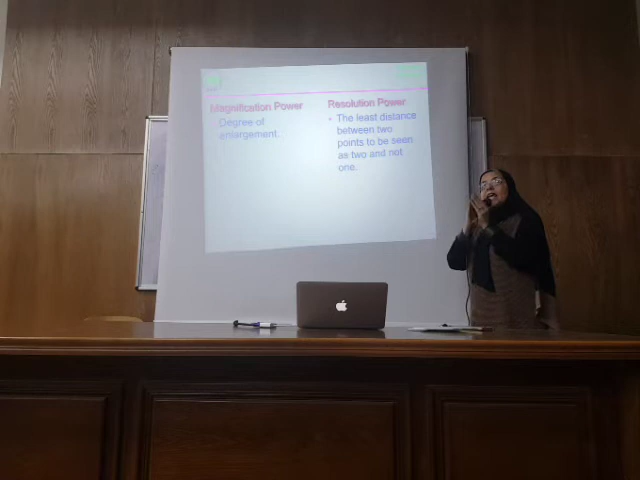 Magnification Power
Degree of
enlargement.
Resolution Power
• The least distance
between two
points to be seen
as two and not
one.